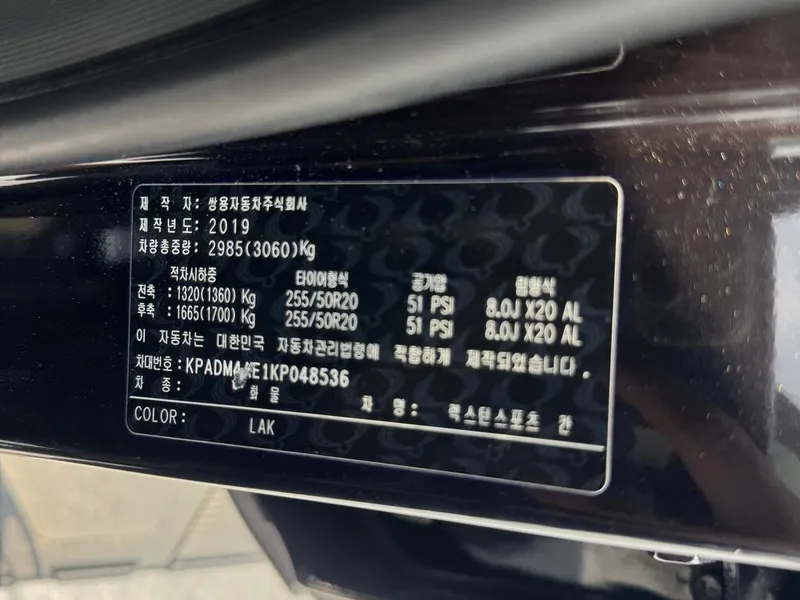 제 작 자: 쌍용자동차주식회사
제작년도: 2019
차량총중량: 2985(3060)Kg
적차시하중 타이어형식 공기압 림형식
전축: 1320(1360) Kg 255/50R20 51 PSI 8.0J X20 AL
후축: 1665(1700) Kg 255/50R20 51 PSI 8.0J X20 AL
이 자동차는 대한민국 자동차관리법령에 적합하게 제작되었습니다.
차대번호:
차 종: 화 물 차 명: 렉스턴스포츠 칸
COLOR: LAK